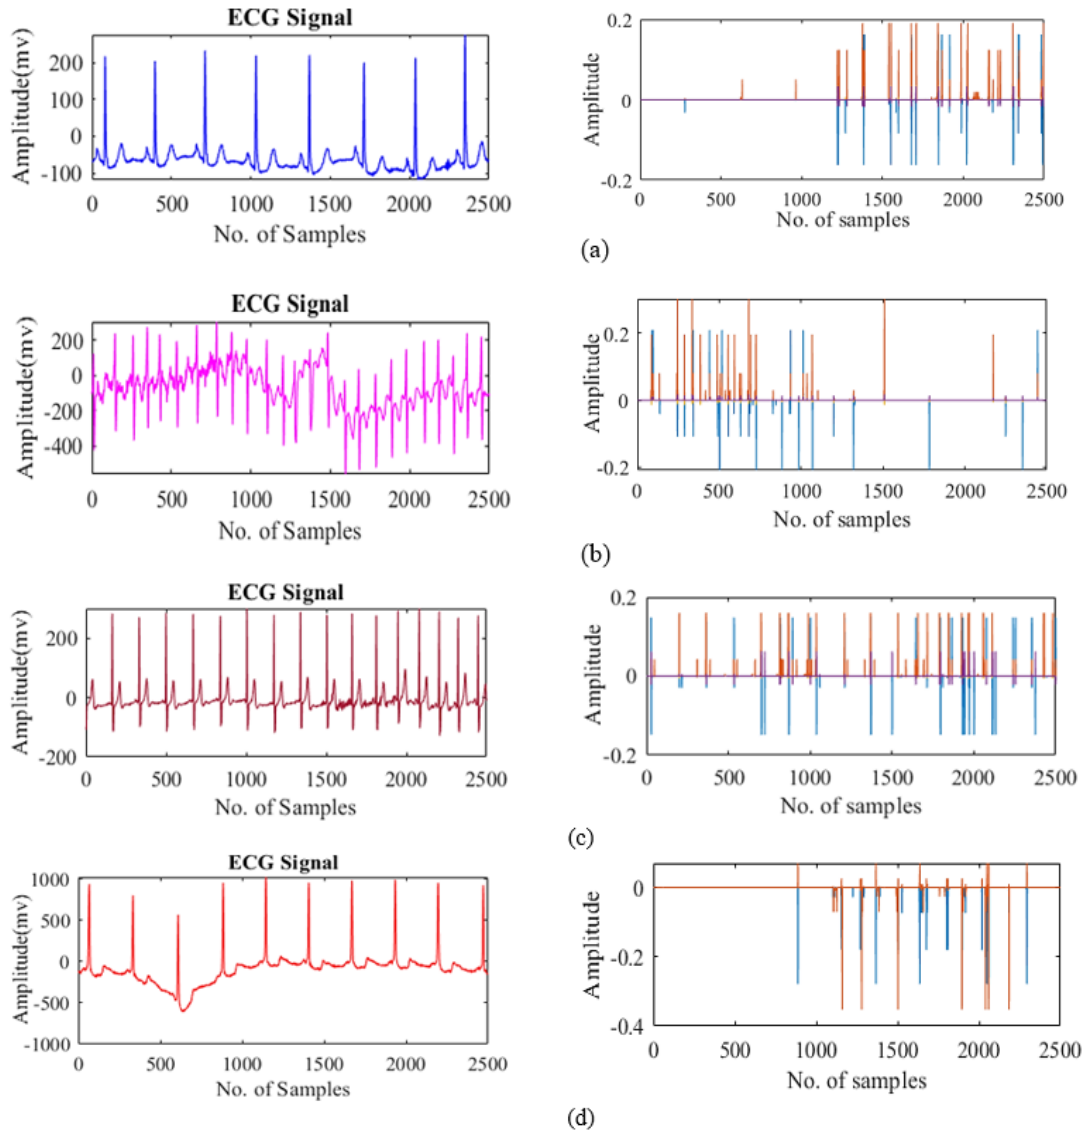 ECG Signal
Amplitude(mv)
200
100
0
-100
0 500 1000 1500 2000 2500
No. of Samples
Amplitude
0.2
0
-0.2
0 500 1000 1500 2000 2500
No. of samples
(a)
ECG Signal
Amplitude(mv)
200
0
-200
-400
0 500 1000 1500 2000 2500
No. of Samples
Amplitude
0.2
0
-0.2
0 500 1000 1500 2000 2500
No. of samples
(b)
ECG Signal
Amplitude(mv)
200
0
-200
0 500 1000 1500 2000 2500
No. of Samples
Amplitude
0.2
0
-0.2
0 500 1000 1500 2000 2500
No. of samples
(c)
ECG Signal
Amplitude(mv)
1000
500
0
-500
-1000
0 500 1000 1500 2000 2500
No. of Samples
Amplitude
0
-0.2
-0.4
0 500 1000 1500 2000 2500
No. of samples
(d)